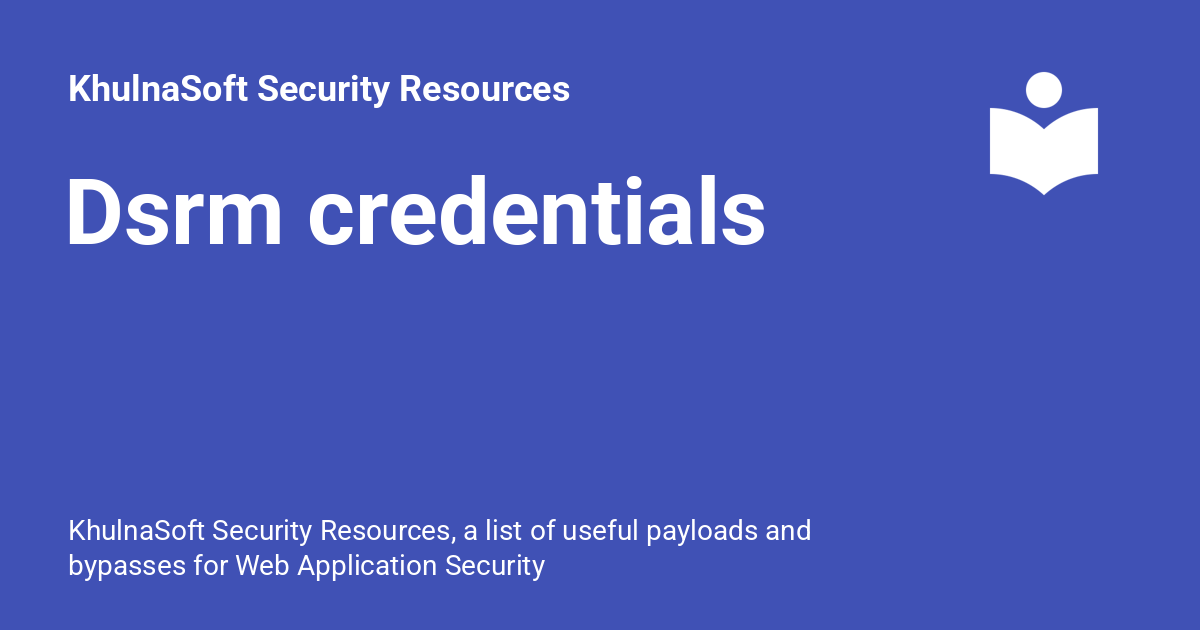 KhulnaSoft Security Resources
Dsrm credentials
KhulnaSoft Security Resources, a list of useful payloads and
bypasses for Web Application Security